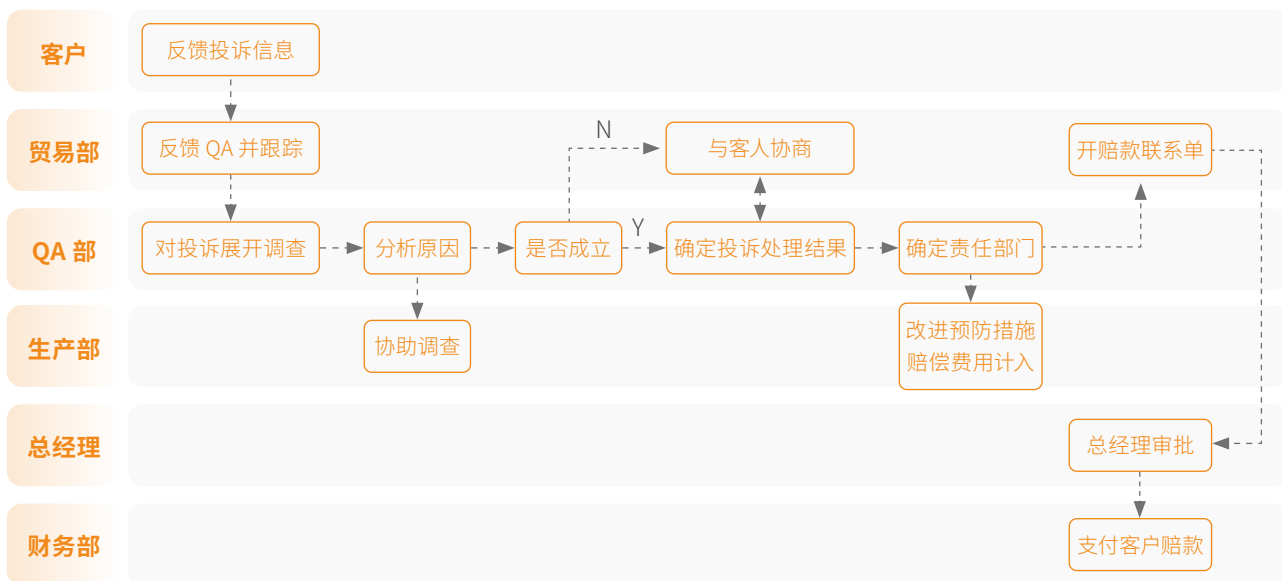 客户
反馈投诉信息
贸易部
反馈 QA 并跟踪
N
与客人协商
开赔款联系单
QA 部
对投诉展开调查
分析原因
是否成立
Y
确定投诉处理结果
确定责任部门
生产部
协助调查
改进预防措施
赔偿费用计入
总经理
总经理审批
财务部
支付客户赔款